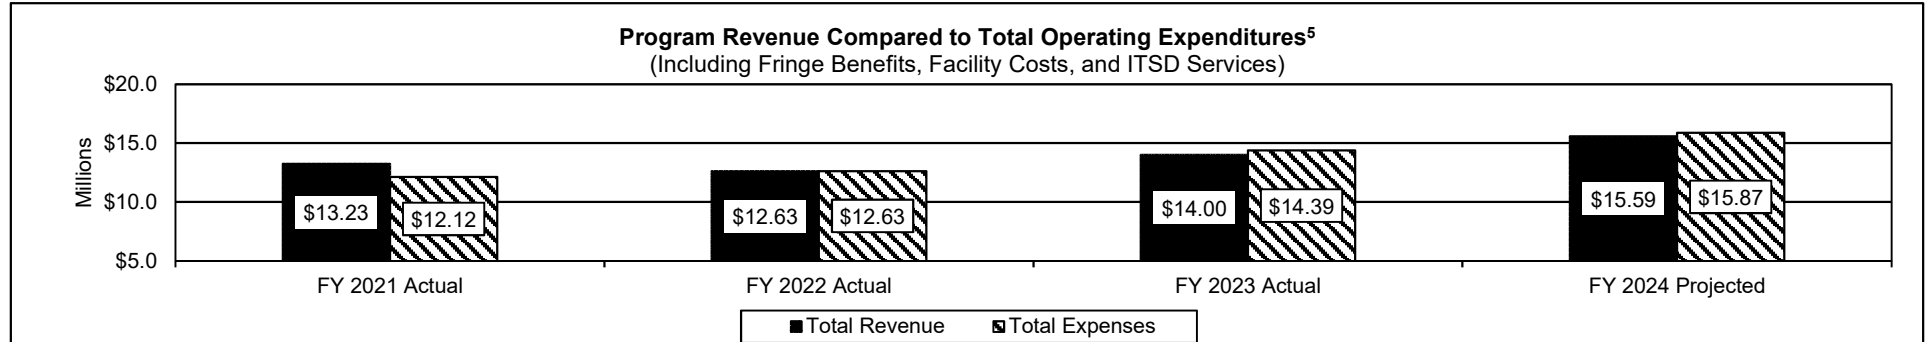 Program Revenue Compared to Total Operating Expenditures⁵
(Including Fringe Benefits, Facility Costs, and ITSD Services)
$20.0
$15.0
$10.0
$5.0
Millions
$13.23
$12.12
$12.63
$12.63
$14.00
$14.39
$15.59
$15.87
FY 2021 Actual
FY 2022 Actual
FY 2023 Actual
FY 2024 Projected
Total Revenue
Total Expenses